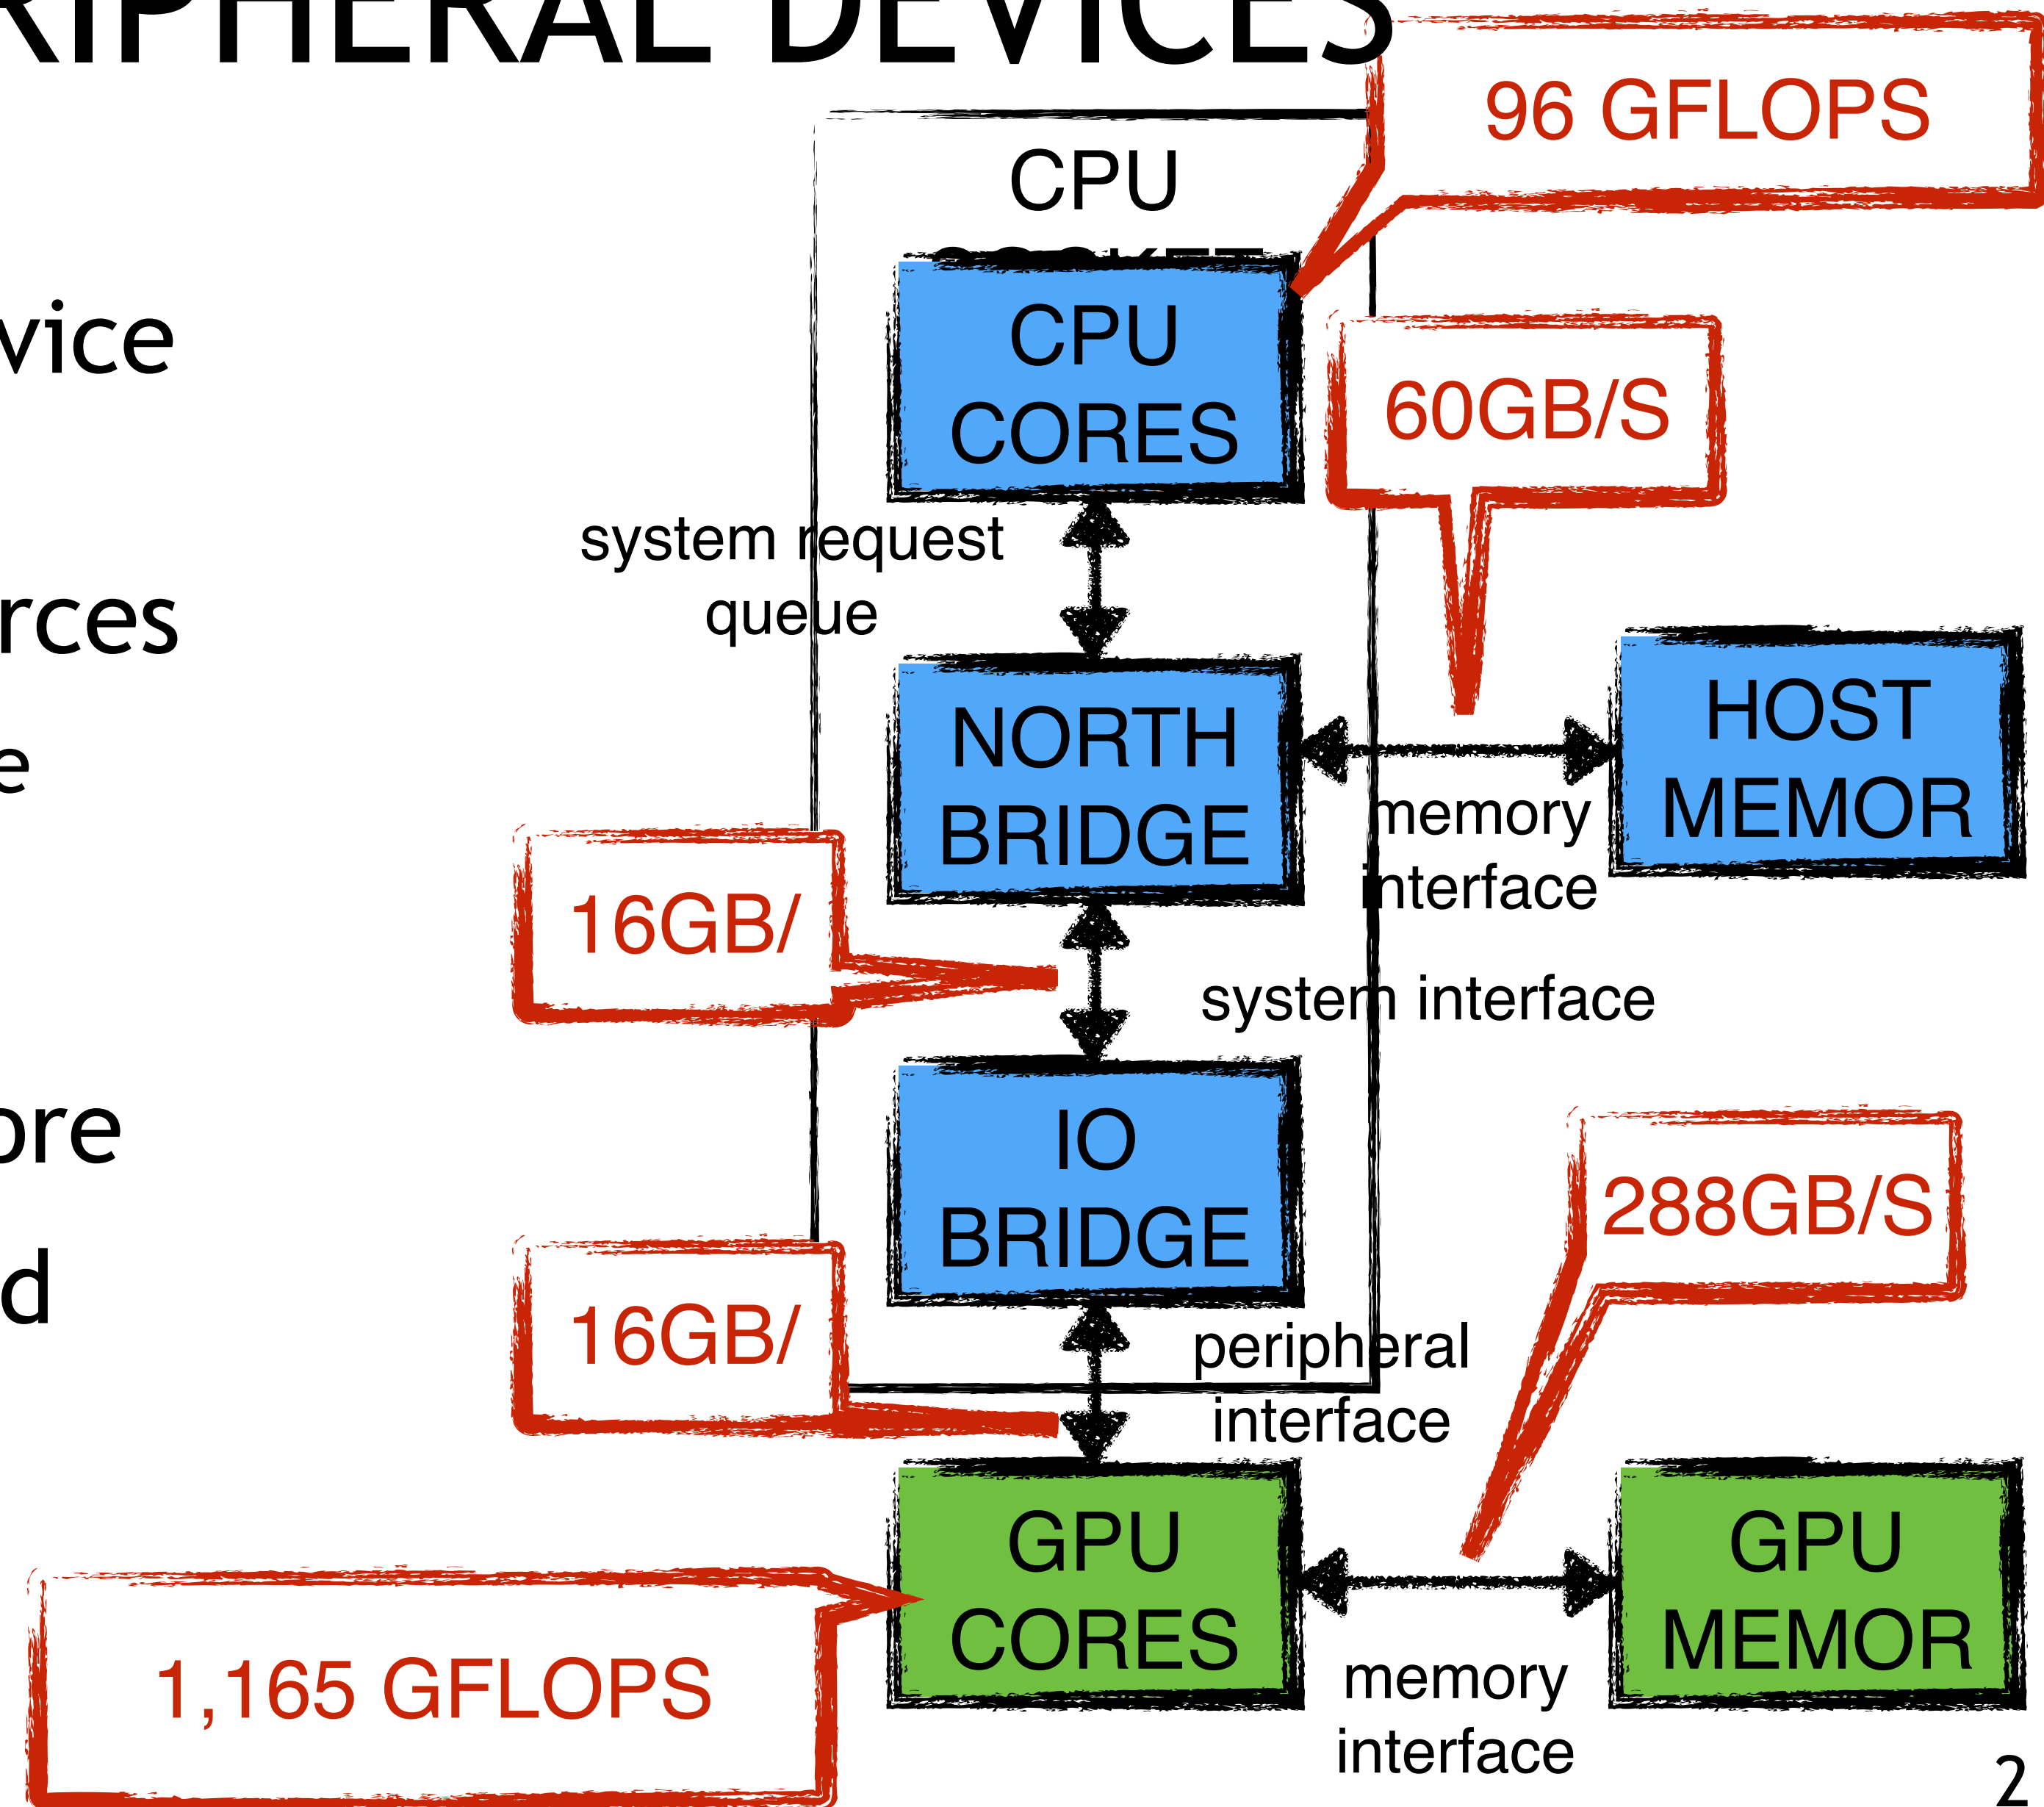 RIPHERAL DEVICES
96 GFLOPS
CPU
CPU
CORES
vice
60GB/S
system request
queue
rces
NORTH
BRIDGE
HOST
MEMOR
e
memory
interface
16GB/
system interface
IO
BRIDGE
ore
288GB/S
d
16GB/
peripheral
interface
GPU
CORES
GPU
MEMOR
1,165 GFLOPS
memory
interface
2